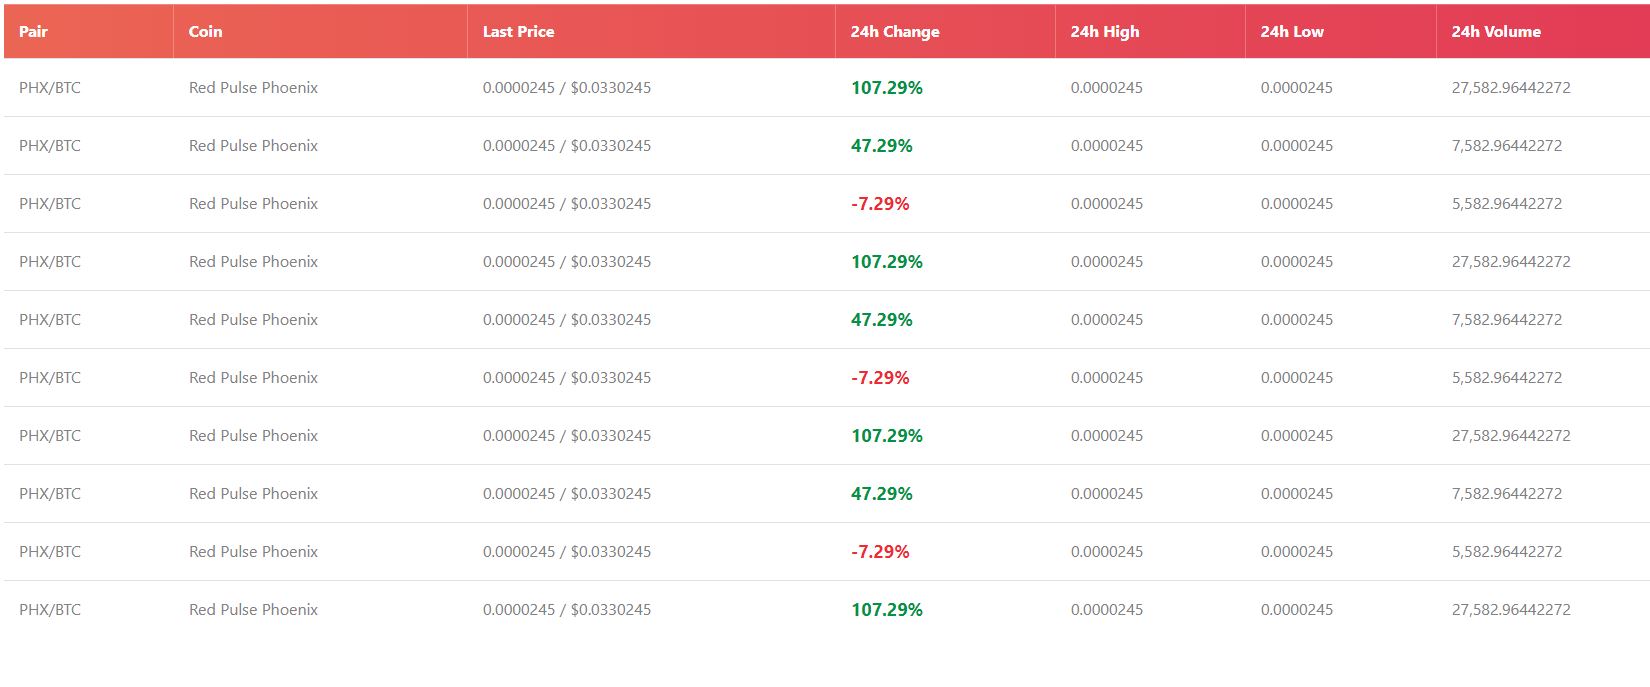 Pair Coin Last Price 24h Change 24h High 24h Low 24h Volume
PHX/BTC Red Pulse Phoenix 0.0000245 / $0.0330245 107.29% 0.0000245 0.0000245 27,582.96442272
PHX/BTC Red Pulse Phoenix 0.0000245 / $0.0330245 47.29% 0.0000245 0.0000245 7,582.96442272
PHX/BTC Red Pulse Phoenix 0.0000245 / $0.0330245 -7.29% 0.0000245 0.0000245 5,582.96442272
PHX/BTC Red Pulse Phoenix 0.0000245 / $0.0330245 107.29% 0.0000245 0.0000245 27,582.96442272
PHX/BTC Red Pulse Phoenix 0.0000245 / $0.0330245 47.29% 0.0000245 0.0000245 7,582.96442272
PHX/BTC Red Pulse Phoenix 0.0000245 / $0.0330245 -7.29% 0.0000245 0.0000245 5,582.96442272
PHX/BTC Red Pulse Phoenix 0.0000245 / $0.0330245 107.29% 0.0000245 0.0000245 27,582.96442272
PHX/BTC Red Pulse Phoenix 0.0000245 / $0.0330245 47.29% 0.0000245 0.0000245 7,582.96442272
PHX/BTC Red Pulse Phoenix 0.0000245 / $0.0330245 -7.29% 0.0000245 0.0000245 5,582.96442272
PHX/BTC Red Pulse Phoenix 0.0000245 / $0.0330245 107.29% 0.0000245 0.0000245 27,582.96442272